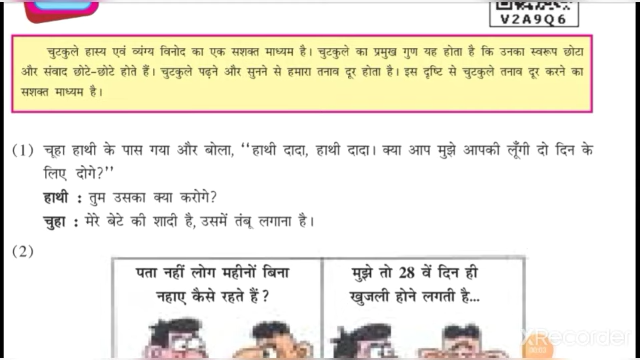 V2A9Q6
चुटकुले हास्य एवं व्यंग्य विनोद का एक सशक्त माध्यम है। चुटकुले का प्रमुख गुण यह होता है कि उनका स्वरूप छोटा
और संवाद छोटे-छोटे होते हैं। चुटकुले पढ़ने और सुनने से हमारा तनाव दूर होता है। इस दृष्टि से चुटकुले तनाव दूर करने का
सशक्त माध्यम है।
(1) चूहा हाथी के पास गया और बोला, “हाथी दादा, हाथी दादा। क्या आप मुझे आपकी लूँगी दो दिन के
लिए दोगे?”
हाथी : तुम उसका क्या करोगे?
चुहा : मेरे बेटे की शादी है, उसमें तंबू लगाना है।
(2)
पता नहीं लोग महीनों बिना
नहाए कैसे रहते हैं ?
मुझे तो 28 वें दिन ही
खुजली होने लगती है...
XRecorder